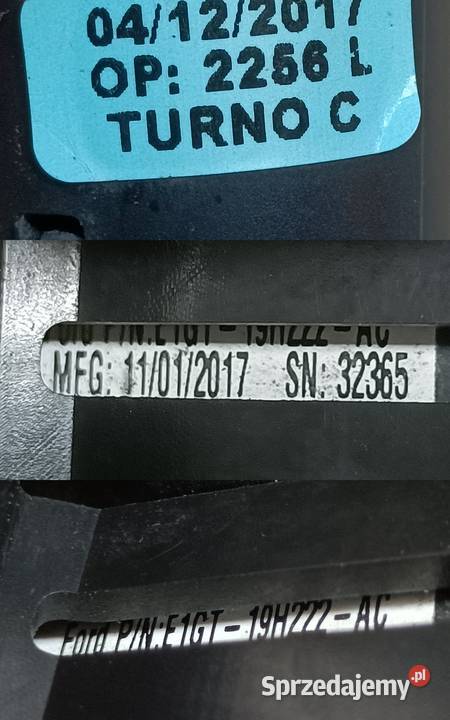 04/12/2017
OP: 2256 L
TURNO C
Ford P/N:E1GT-19H222-AC
MFG: 11/01/2017 SN: 32365
Ford P/N:E1GT-19H222-AC
Sprzedajemy.pl